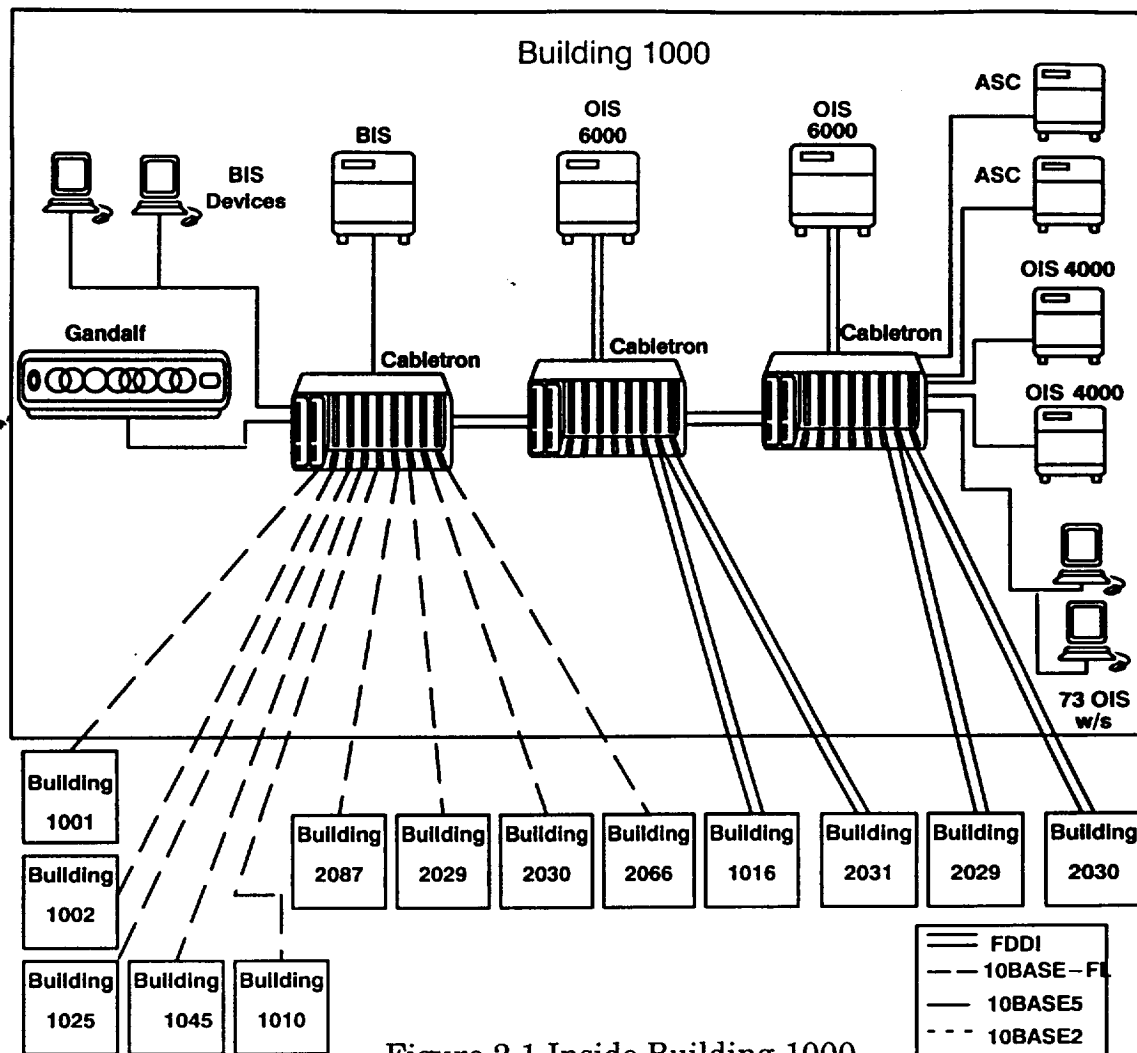 Building 1000
ASC
OIS
6000
OIS
6000
BIS
BIS
Devices
ASC
OIS 4000
Gandalf
Cabletron
Cabletron
Cabletron
OIS 4000
73 OIS
w/s
Building
1001
Building
1002
Building
1025
Building
1045
Building
1010
Building
2087
Building
2029
Building
2030
Building
2066
Building
1016
Building
2031
Building
2029
Building
2030
FDDI
10BASE-FL
10BASE5
10BASE2
Figure 2.1 Inside Building 1000